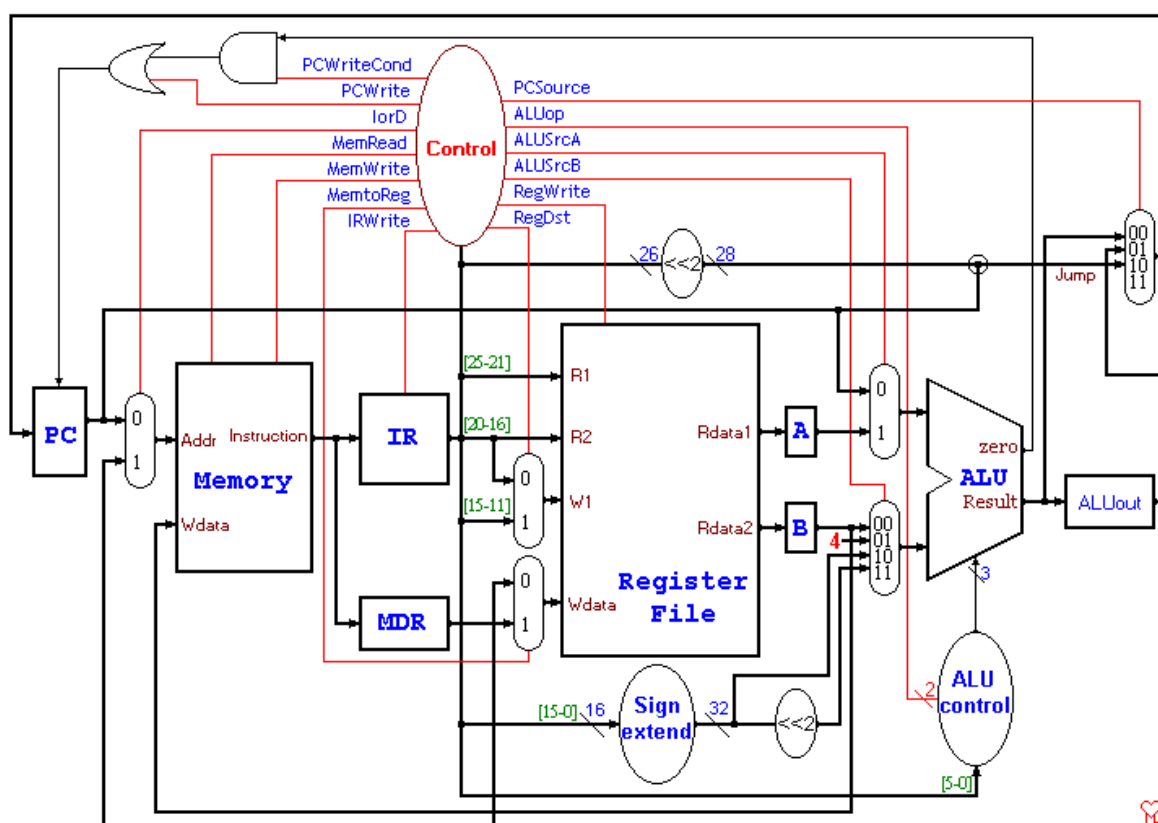 PCWriteCond
PCWrite
IorD
MemRead
MemWrite
MemtoReg
IRWrite
Control
PCSource
ALUop
ALUSrcA
ALUSrcB
RegWrite
RegDst
26
<<2
28
Jump
00
01
10
11
PC
0
1
Addr
Instruction
Memory
Wdata
IR
MDR
[25-21]
[20-16]
[15-11]
0
1
0
1
R1
R2
W1
Wdata
Rdata1
Rdata2
Register
File
A
B
0
1
4
00
01
10
11
zero
ALU
Result
ALUout
3
[15-0]
16
Sign
extend
32
<<2
2
ALU
control
[5-0]